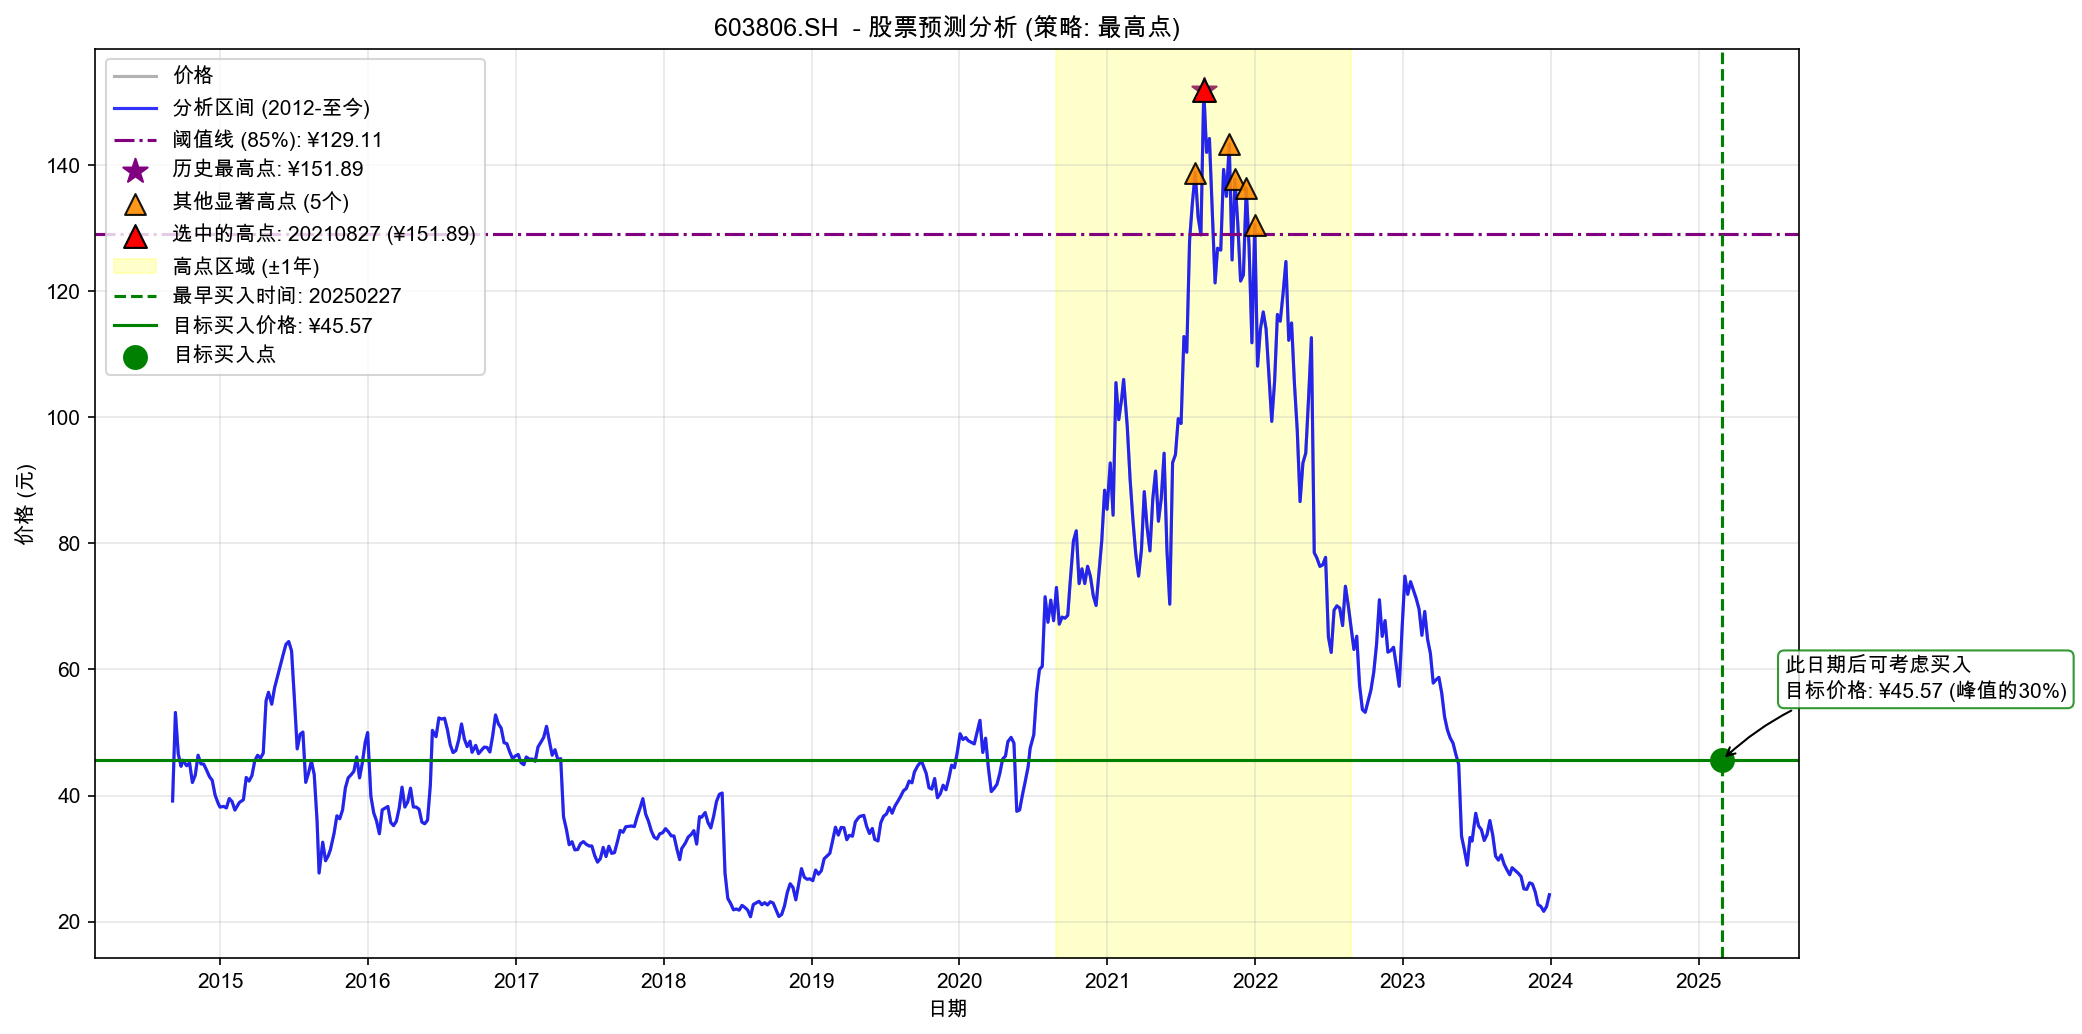 603806.SH - 股票预测分析 (策略: 最高点)
价格
分析区间 (2012-至今)
阈值线 (85%): ¥129.11
历史最高点: ¥151.89
其他显著高点 (5个)
选中的高点: 20210827 (¥151.89)
高点区域 (±1年)
最早买入时间: 20250227
目标买入价格: ¥45.57
目标买入点
140
120
100
80
60
40
20
价格 (元)
此日期后可考虑买入
目标价格: ¥45.57 (峰值的30%)
2015
2016
2017
2018
2019
2020
2021
2022
2023
2024
2025
日期